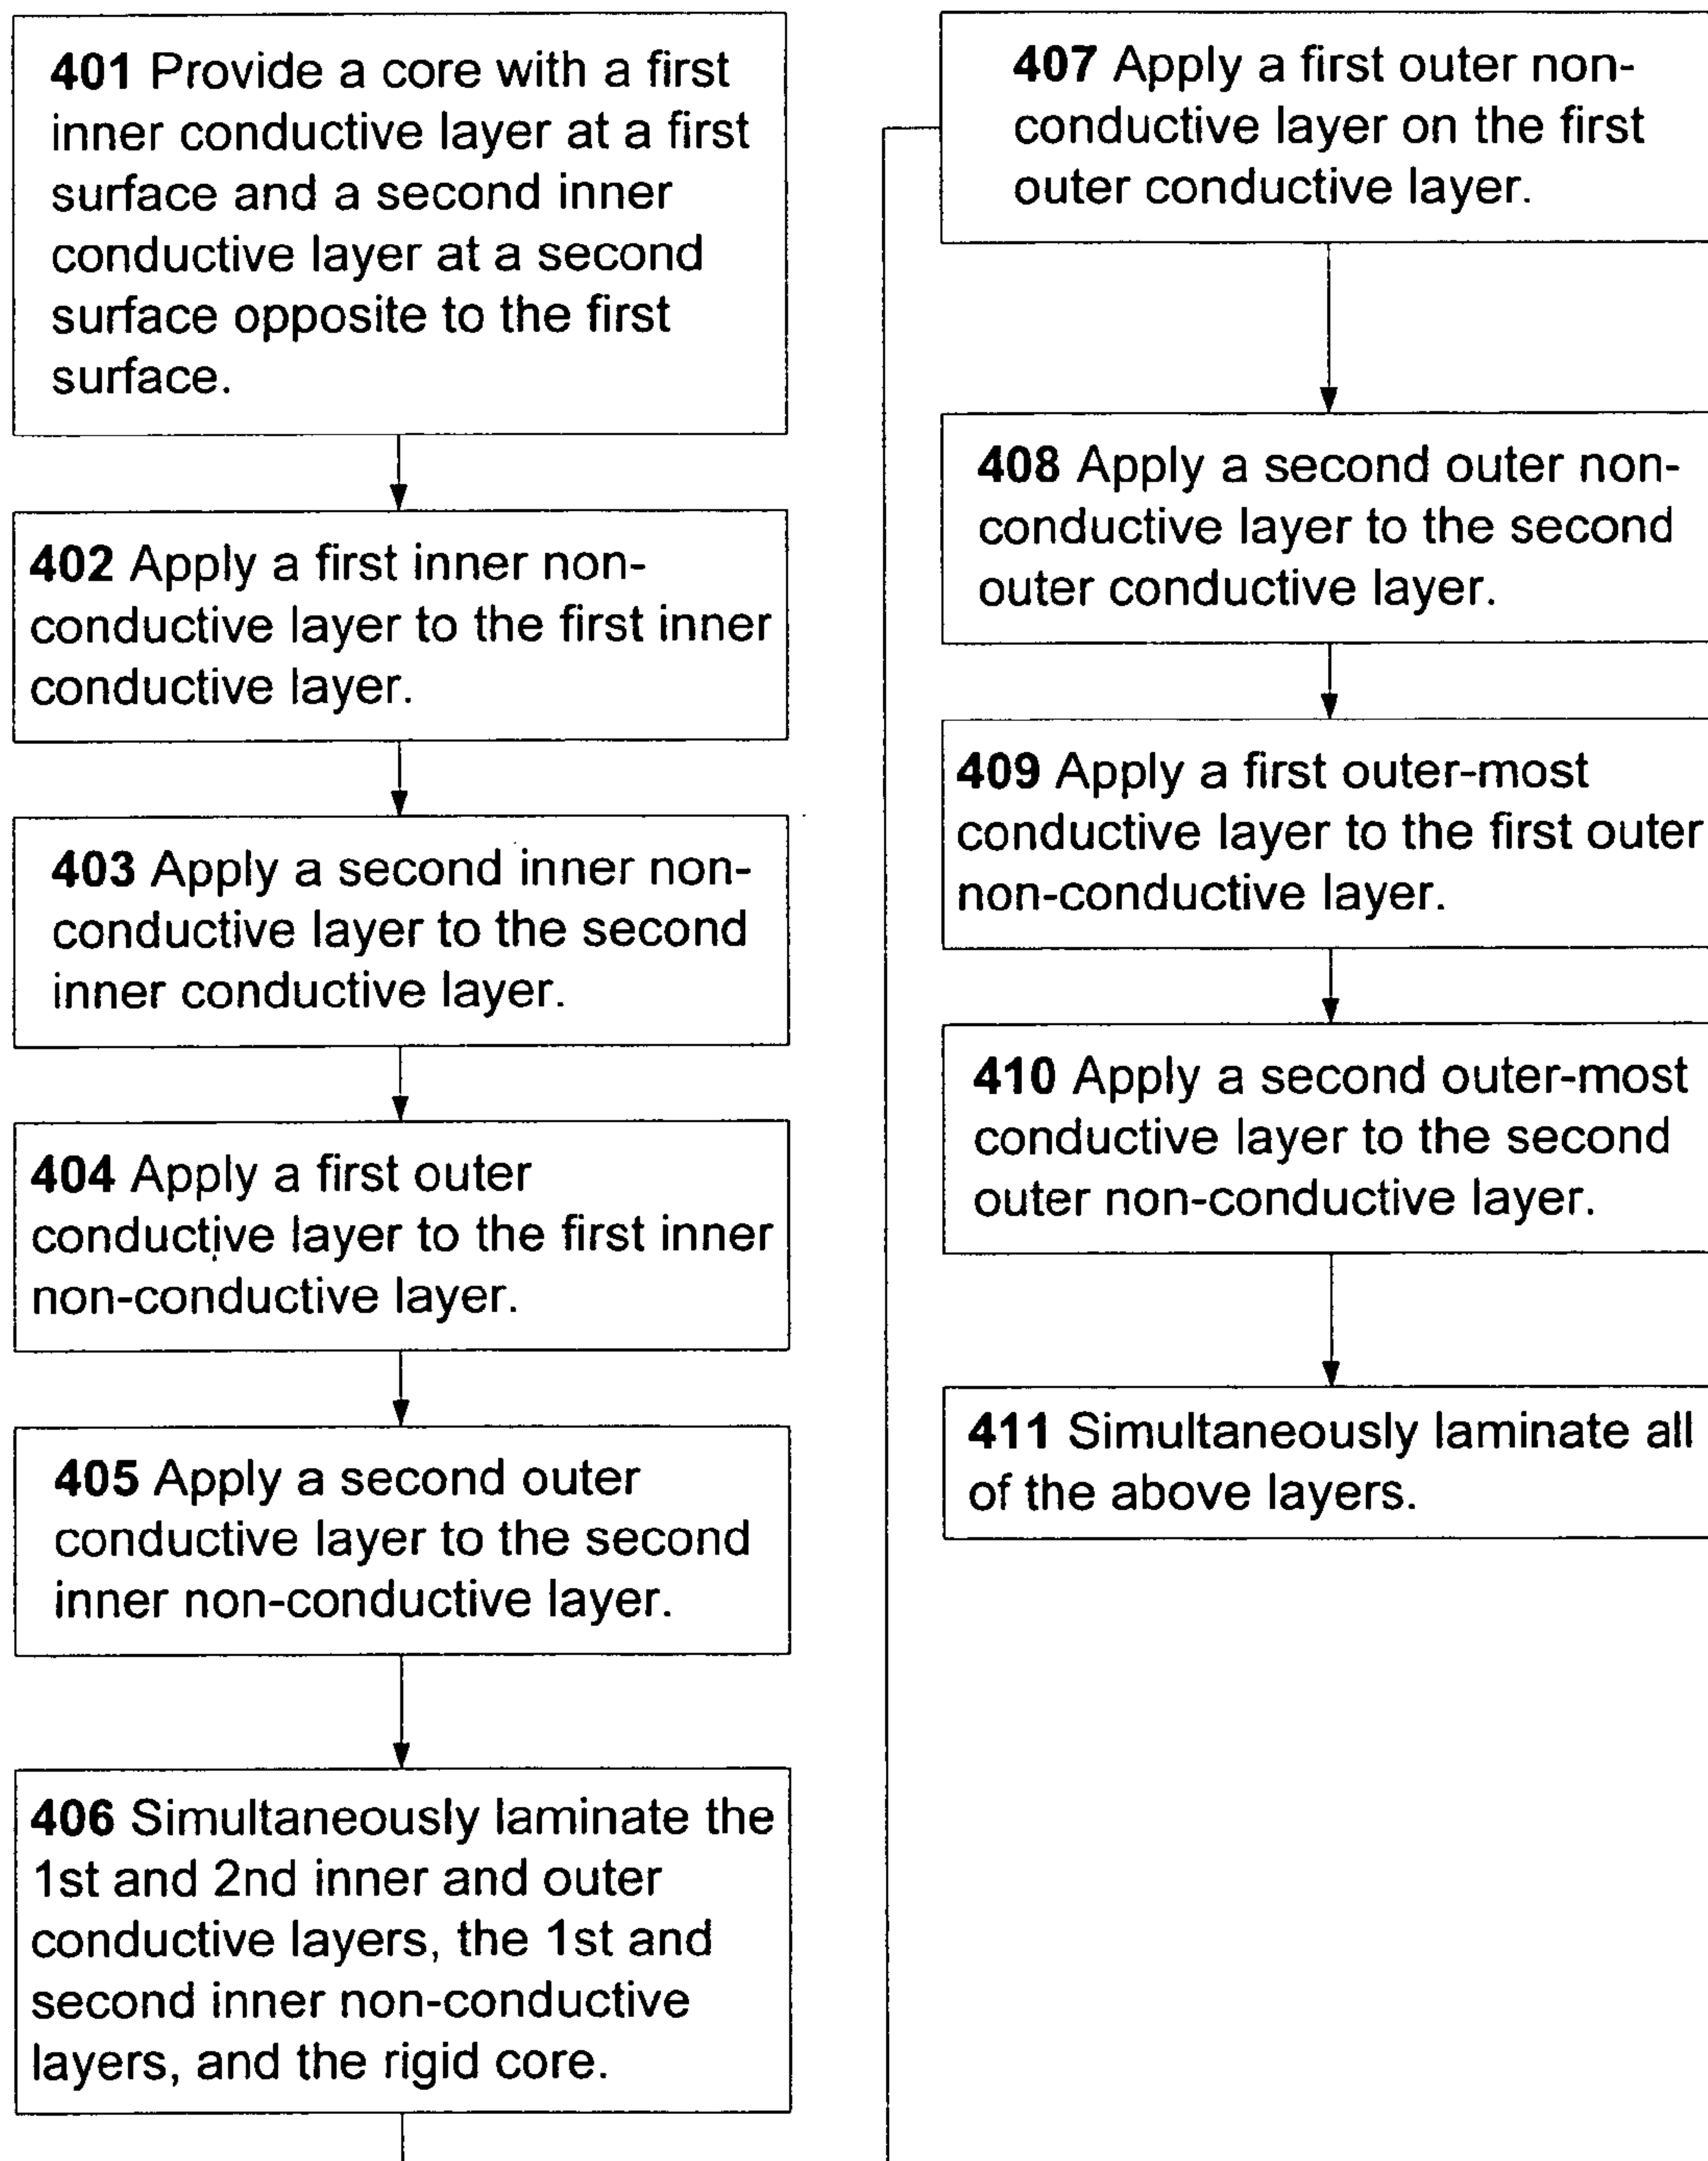 401 Provide a core with a first
inner conductive layer at a first
surface and a second inner
conductive layer at a second
surface opposite to the first
surface.
402 Apply a first inner non-
conductive layer to the first inner
conductive layer.
403 Apply a second inner non-
conductive layer to the second
inner conductive layer.
404 Apply a first outer
conductive layer to the first inner
non-conductive layer.
405 Apply a second outer
conductive layer to the second
inner non-conductive layer.
406 Simultaneously laminate the
1st and 2nd inner and outer
conductive layers, the 1st and
second inner non-conductive
layers, and the rigid core.
407 Apply a first outer non-
conductive layer on the first
outer conductive layer.
408 Apply a second outer non-
conductive layer to the second
outer conductive layer.
409 Apply a first outer-most
conductive layer to the first outer
non-conductive layer.
410 Apply a second outer-most
conductive layer to the second
outer non-conductive layer.
411 Simultaneously laminate all
of the above layers.